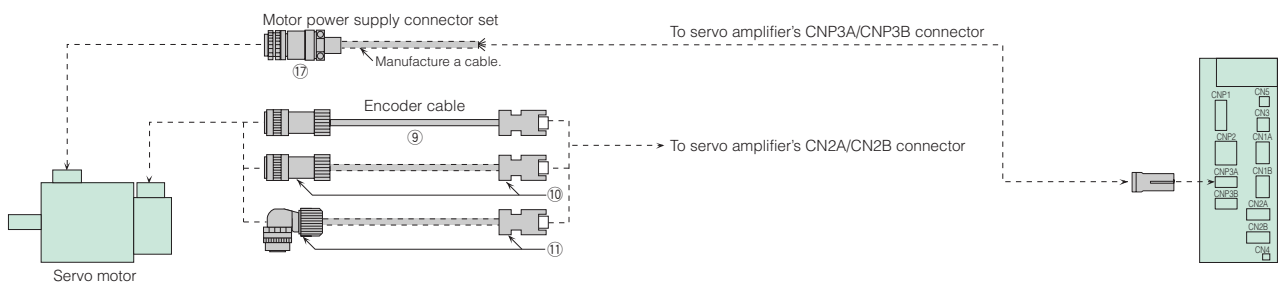 Motor power supply connector set
To servo amplifier's CNP3A/CNP3B connector
Manufacture a cable.
⑰
Encoder cable
⑨
To servo amplifier's CN2A/CN2B connector
⑩
⑪
Servo motor
CNP1
CN5
CN3
CNP2
CN1A
CNP3A
CN1B
CNP3B
CN2A
CN2B
CN4